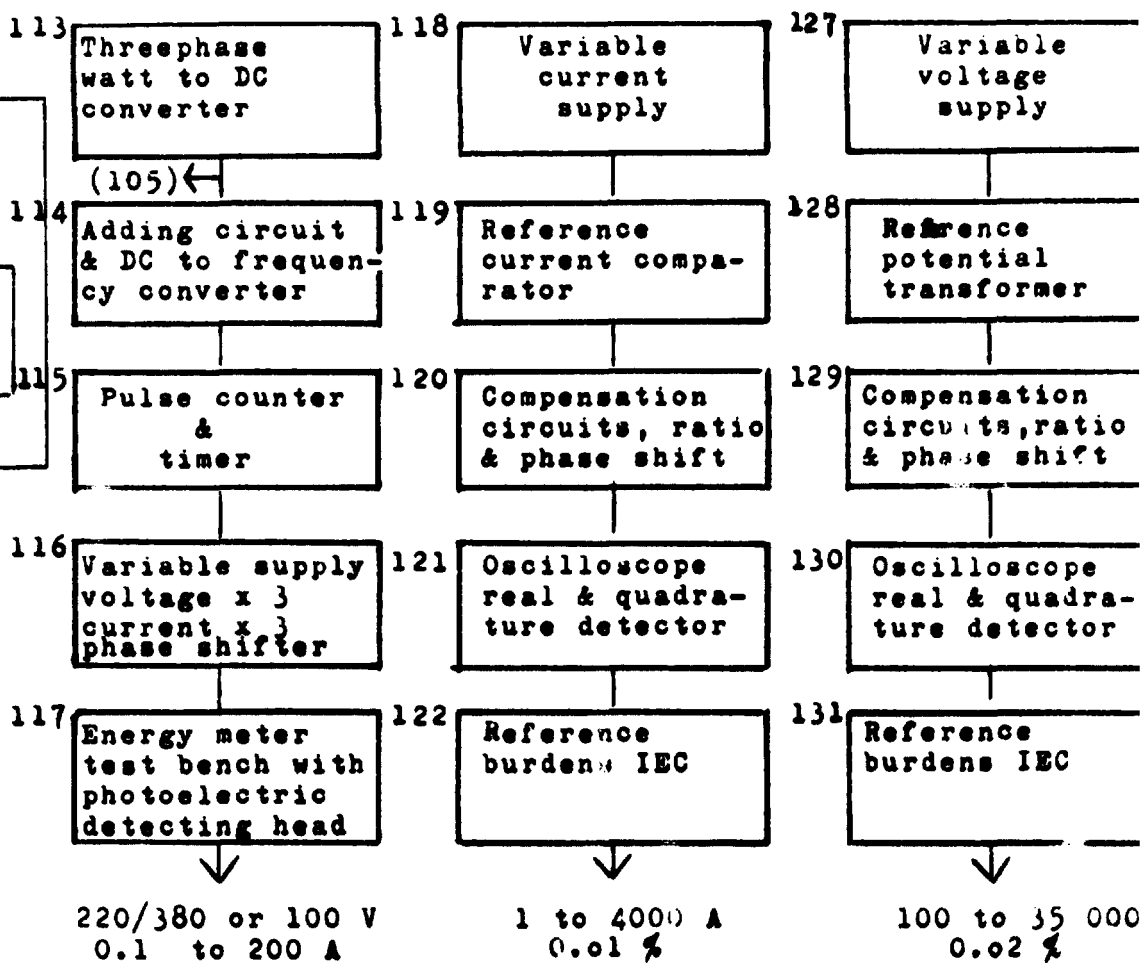 113
Threephase
watt to DC
converter
(105)
114
Adding circuit
& DC to frequen-
cy converter
115
Pulse counter
&
timer
116
Variable supply
voltage x 3
current x 3
phase shifter
117
Energy meter
test bench with
photoelectric
detecting head
220/380 or 100 V
0.1 to 200 A
118
Variable
current
supply
119
Reference
current compa-
rator
120
Compensation
circuits, ratio
& phase shift
121
Oscilloscope
real & quadra-
ture detector
122
Reference
burdens IEC
1 to 4000 A
0.01 %
127
Variable
voltage
supply
128
Reference
potential
transformer
129
Compensation
circuits,ratio
& phase shift
130
Oscilloscope
real & quadra-
ture detector
131
Reference
burdens IEC
100 to 35 000
0.02 %